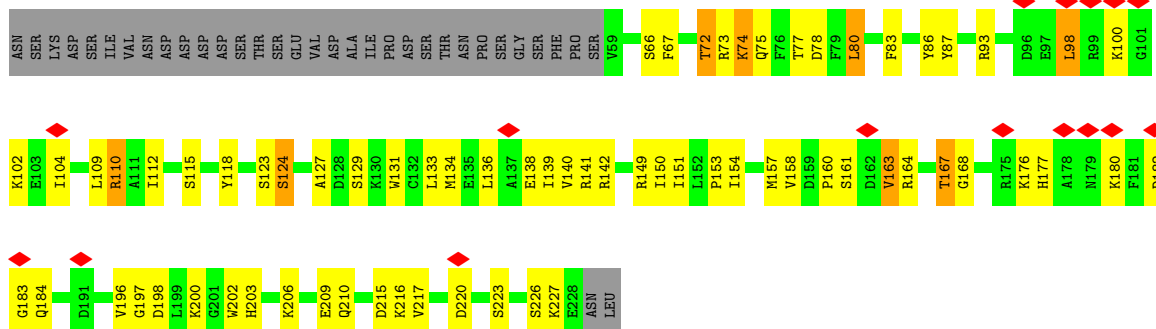 ASN SER LYS ASP SER ILE VAL ASN ASP ASP ASP ASP SER THR SER GLU VAL ASP ALA ILE PRO ASP SER THR ASN PRO SER GLY SER PHE PRO SER V59 S66 F67 T72 R73 K74 Q75 F76 T77 D78 F79 L80 F83 Y86 Y87 R93 D96 E97 L98 R99 K100 G101
K102 E103 I104 L109 R110 A111 I112 S115 Y118 S123 S124 A127 D128 S129 K130 W131 C132 L133 M134 E135 L136 A137 E138 I139 V140 R141 R142 R149 I150 I151 L152 P153 I154 M157 V158 D159 P160 S161 D162 V163 R164 T167 G168 R175 K176 H177 A178 N179 K180 F181
G183 Q184 D191 V196 G197 D198 L199 K200 G201 W202 H203 K206 E209 Q210 D215 K216 V217 D220 S223 S226 K227 E228 ASN LEU